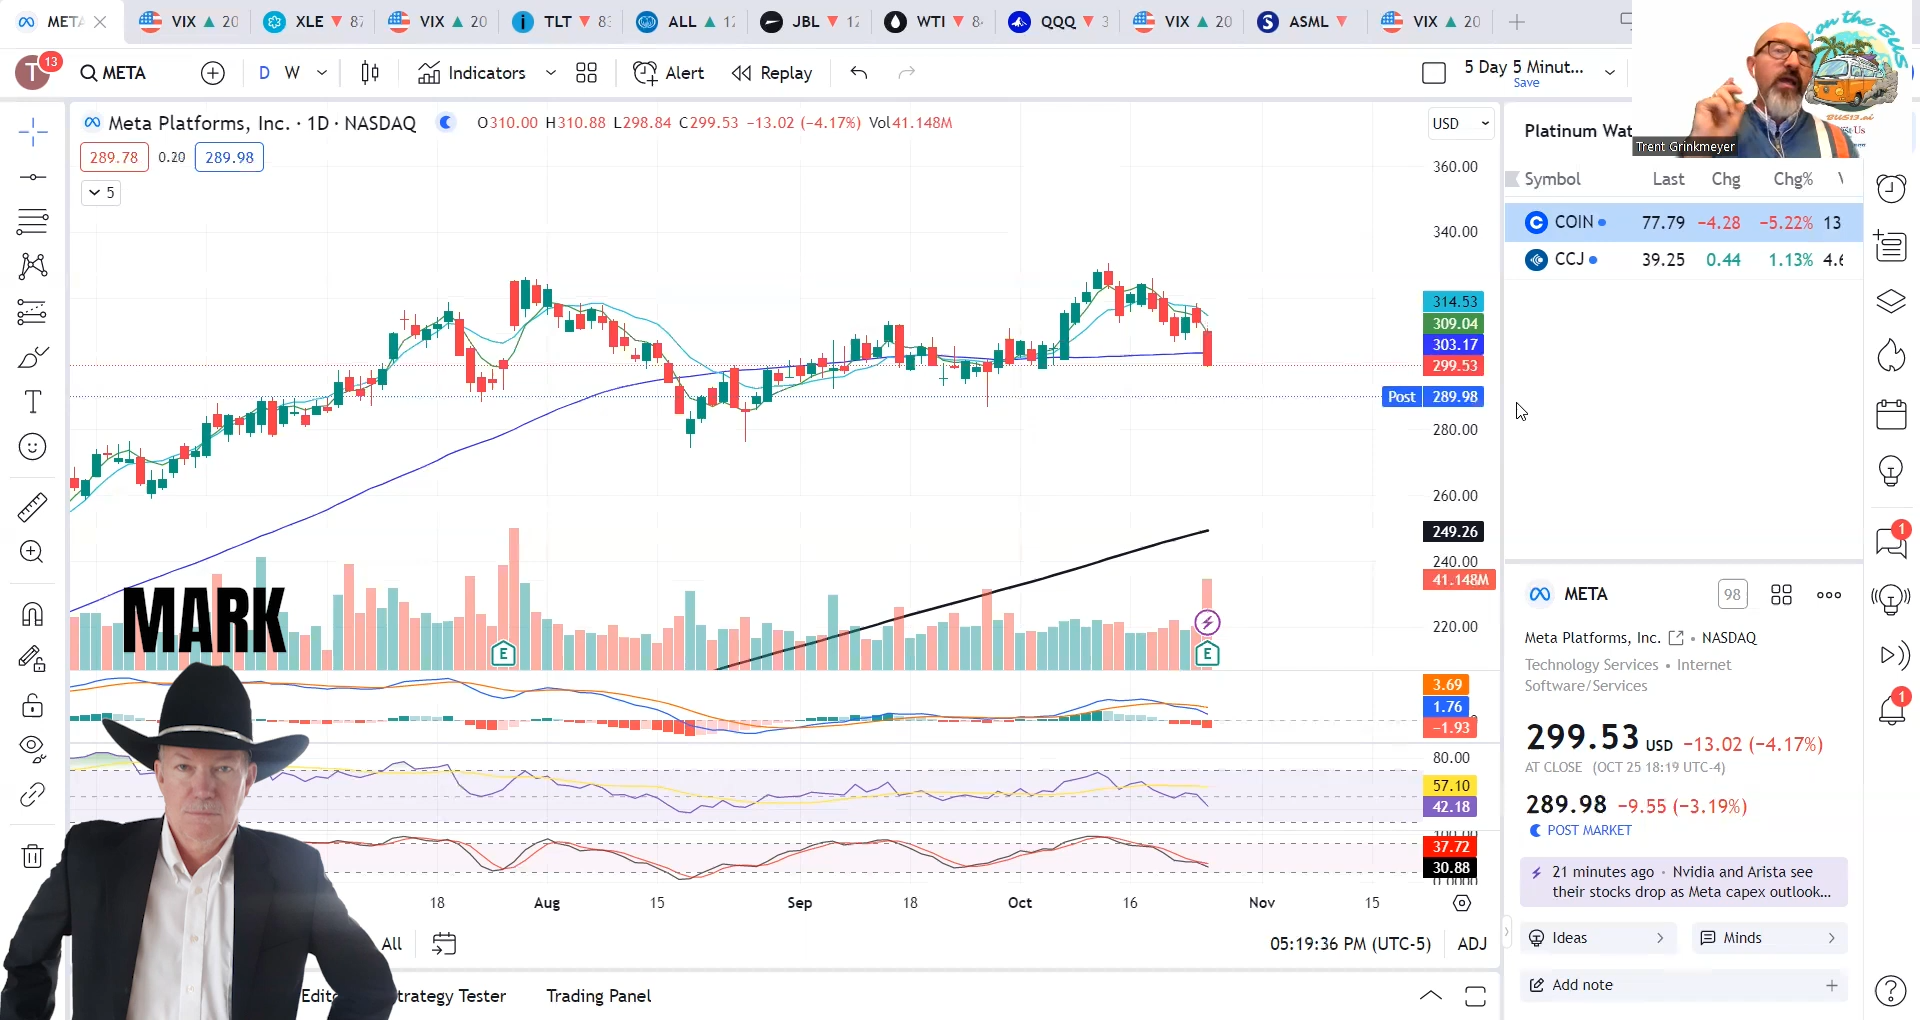 META
VIX 20
XLE 87
VIX 20
TLT 83
ALL 12
JBL 12
WTI 8
QQQ 3
VIX 20
ASML
VIX 20
on the BUS
BUS13.ai
Us
T 13
META
D W
Indicators
Alert
Replay
5 Day 5 Minut...
Save
Trent Grinkmeyer
Meta Platforms, Inc. · 1D · NASDAQ
O310.00 H310.88 L298.84 C299.53 −13.02 (−4.17%) Vol41.148M
289.78 0.20 289.98
5
USD
360.00
340.00
314.53
309.04
303.17
299.53
Post 289.98
280.00
260.00
249.26
240.00
41.148M
220.00
E
E
3.69
1.76
−1.93
80.00
57.10
42.18
37.72
30.88
MARK
18 Aug 15 Sep 18 Oct 16 Nov 15
All
05:19:36 PM (UTC-5) ADJ
Trading Panel
Platinum Wat
Symbol Last Chg Chg%
COIN 77.79 −4.28 −5.22% 13
CCJ 39.25 0.44 1.13% 4.6
META 98
Meta Platforms, Inc. • NASDAQ
Technology Services • Internet
Software/Services
299.53 USD −13.02 (−4.17%)
AT CLOSE (OCT 25 18:19 UTC-4)
289.98 −9.55 (−3.19%)
POST MARKET
21 minutes ago • Nvidia and Arista see
their stocks drop as Meta capex outlook...
Ideas
Minds
Add note
1
1